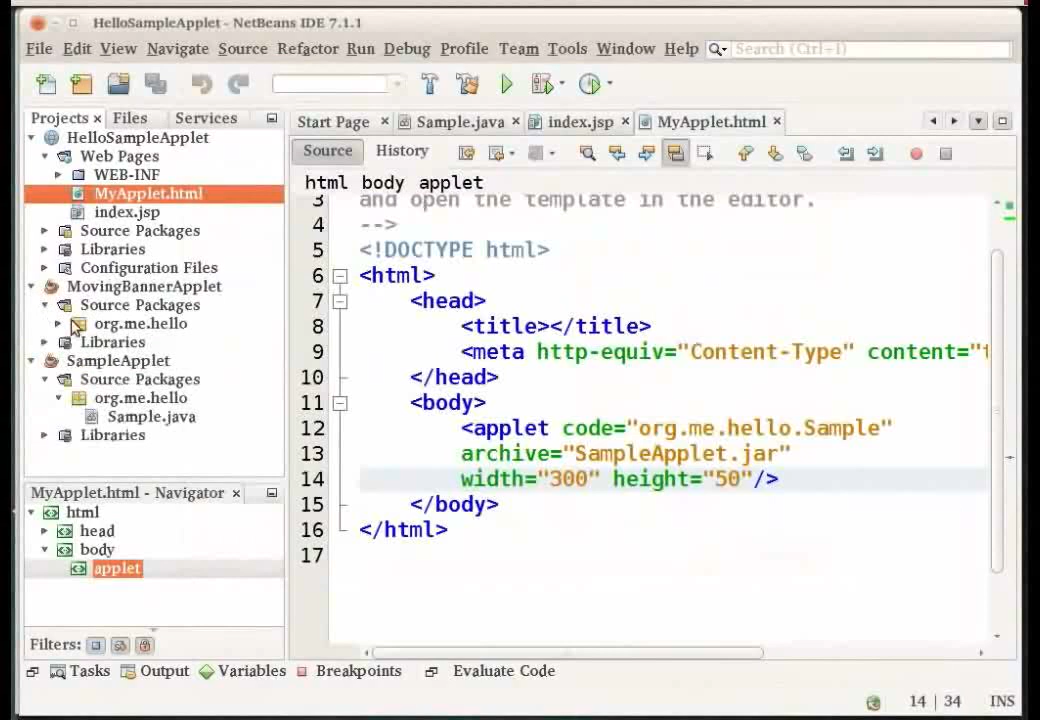 HelloSampleApplet - NetBeans IDE 7.1.1
File Edit View Navigate Source Refactor Run Debug Profile Team Tools Window Help Search (Ctrl+I)
Projects Files Services
HelloSampleApplet
Web Pages
WEB-INF
MyApplet.html
index.jsp
Source Packages
Libraries
Configuration Files
MovingBannerApplet
Source Packages
org.me.hello
Libraries
SampleApplet
Source Packages
org.me.hello
Sample.java
Libraries
MyApplet.html - Navigator
html
head
body
applet
Filters:
Start Page Sample.java index.jsp MyApplet.html
Source History
html body applet
3 and open the template in the editor.
4 -->
5 <!DOCTYPE html>
6 <html>
7 <head>
8 <title></title>
9 <meta http-equiv="Content-Type" content="t
10 </head>
11 <body>
12 <applet code="org.me.hello.Sample"
13 archive="SampleApplet.jar"
14 width="300" height="50"/>
15 </body>
16 </html>
17
Tasks Output Variables Breakpoints Evaluate Code
14 | 34 INS